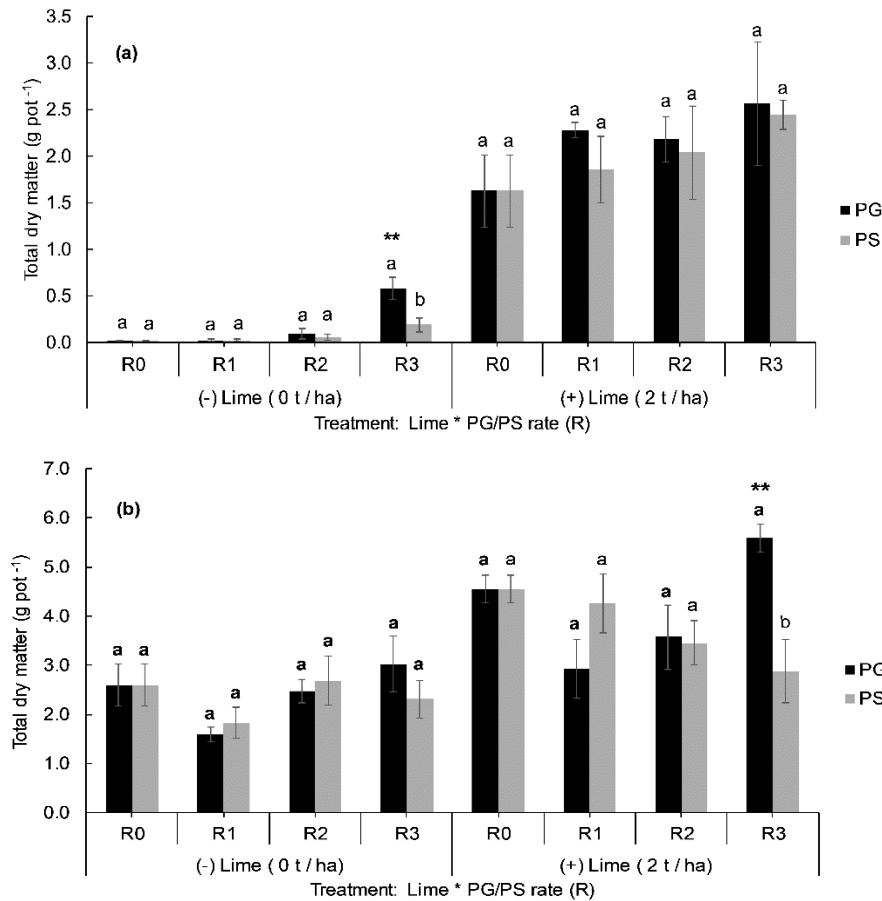 (a)
Total dry matter (g pot ⁻¹)
3.5
3.0
2.5
2.0
1.5
1.0
0.5
0.0
a a a a a a ** a b a a a a a a a a
PG
PS
R0 R1 R2 R3 R0 R1 R2 R3
(-) Lime ( 0 t / ha) (+) Lime ( 2 t / ha)
Treatment: Lime * PG/PS rate (R)
(b)
Total dry matter (g pot ⁻¹)
7.0
6.0
5.0
4.0
3.0
2.0
1.0
0.0
a a a a a a a a a a a a a a ** a b
PG
PS
R0 R1 R2 R3 R0 R1 R2 R3
(-) Lime ( 0 t / ha) (+) Lime ( 2 t / ha)
Treatment: Lime * PG/PS rate (R)